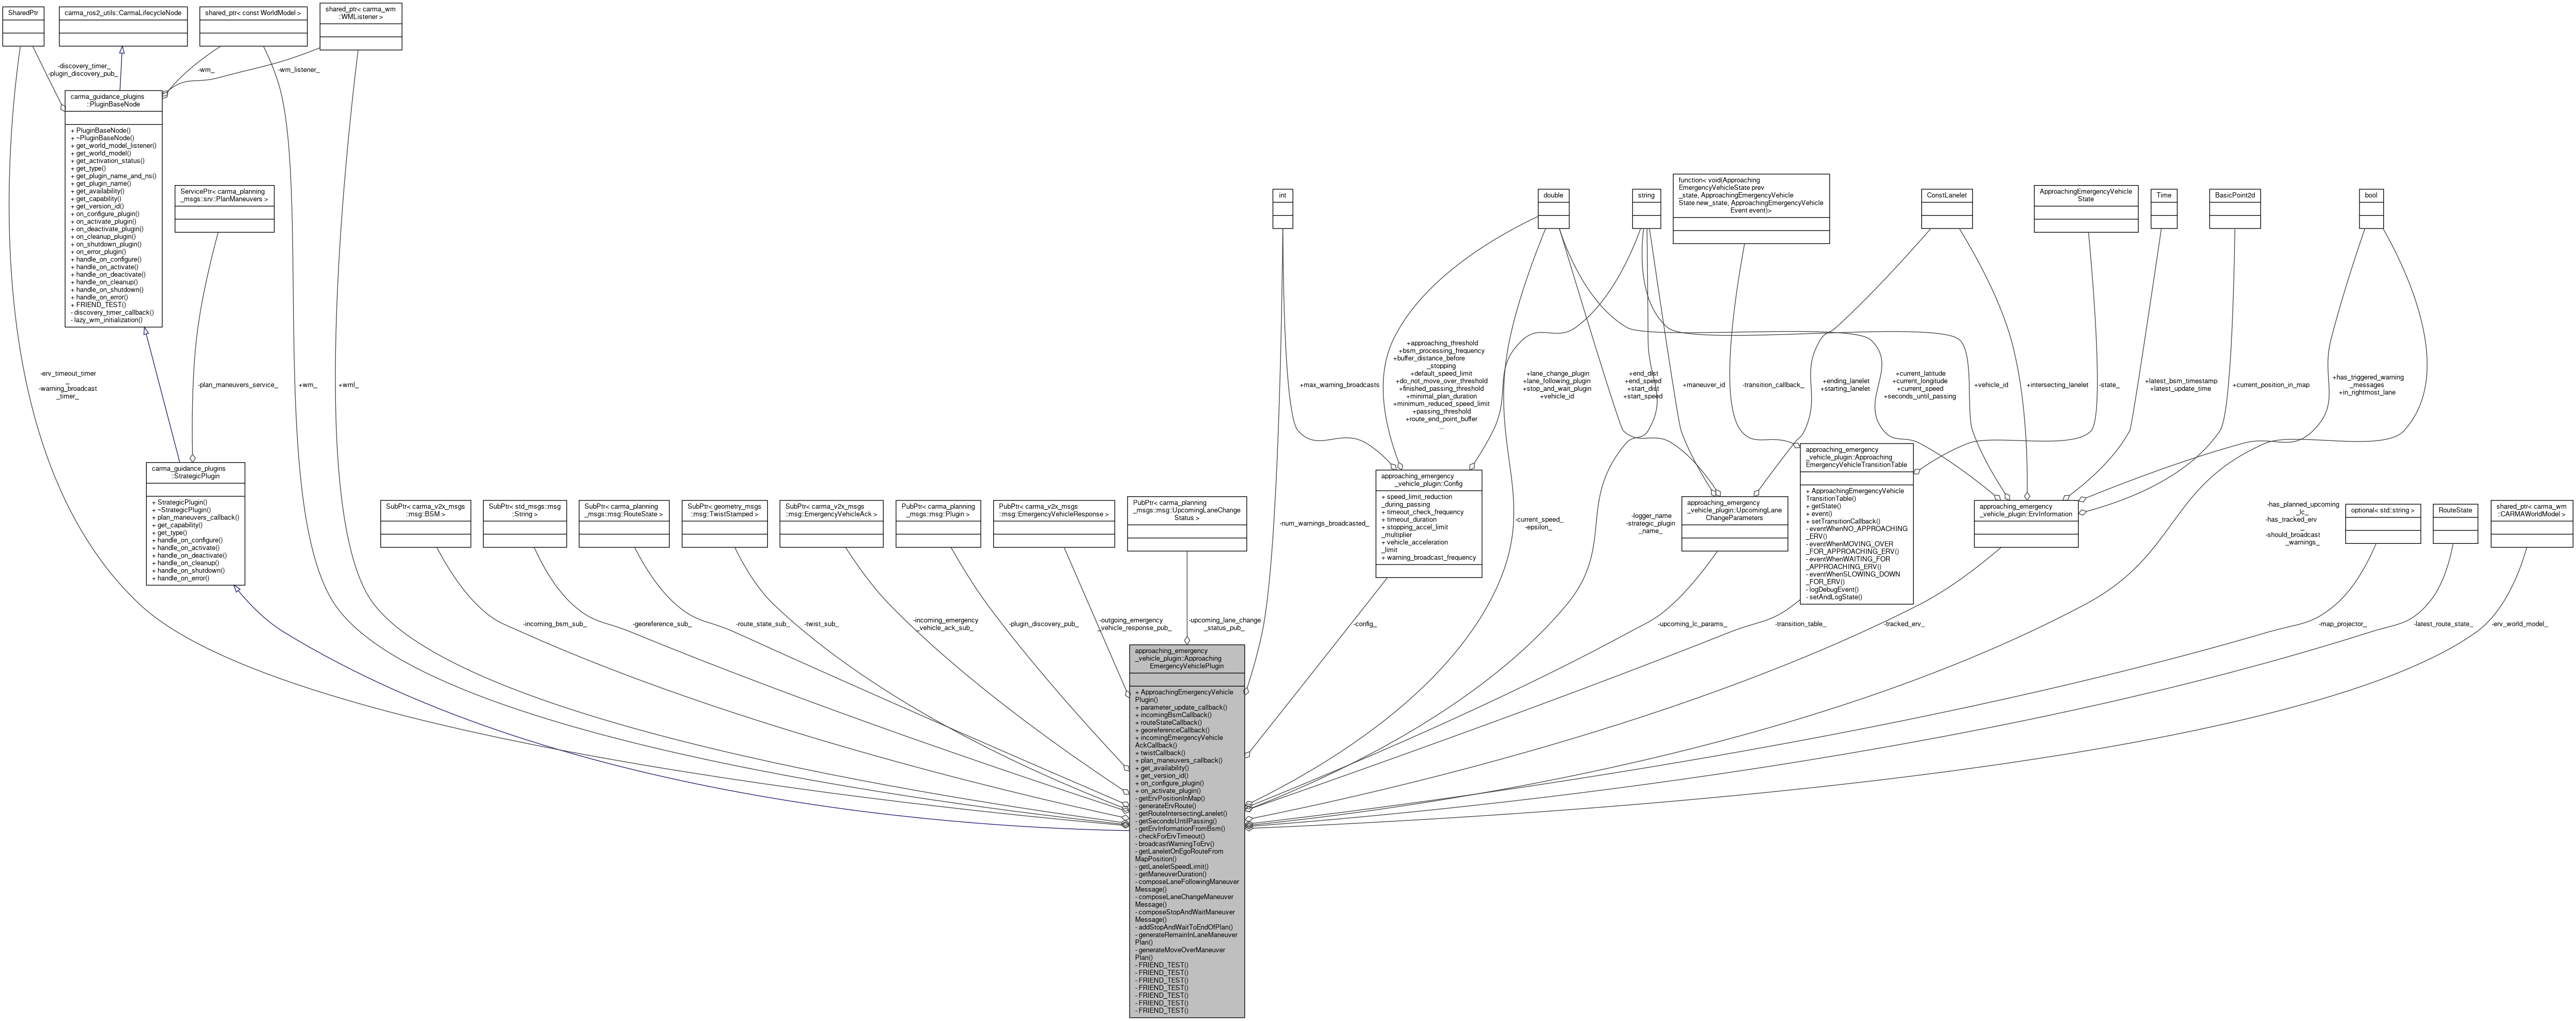 SharedPtr
carma_ros2_utils::CarmaLifecycleNode
shared_ptr< const WorldModel >
shared_ptr< carma_wm
::WMListener >
-discovery_timer_
-plugin_discovery_pub_
-wm_
-wm_listener_
carma_guidance_plugins
::PluginBaseNode
+ PluginBaseNode()
+ ~PluginBaseNode()
+ get_world_model_listener()
+ get_world_model()
+ get_activation_status()
+ get_type()
+ get_plugin_name_and_ns()
+ get_plugin_name()
+ get_availability()
+ get_capability()
+ get_version_id()
+ on_configure_plugin()
+ on_activate_plugin()
+ on_deactivate_plugin()
+ on_cleanup_plugin()
+ on_shutdown_plugin()
+ on_error_plugin()
+ handle_on_configure()
+ handle_on_activate()
+ handle_on_deactivate()
+ handle_on_cleanup()
+ handle_on_shutdown()
+ handle_on_error()
+ FRIEND_TEST()
- discovery_timer_callback()
- lazy_wm_initialization()
ServicePtr< carma_planning
_msgs::srv::PlanManeuvers >
int
double
string
function< void(Approaching
EmergencyVehicleState prev
_state, ApproachingEmergencyVehicle
State new_state, ApproachingEmergencyVehicle
Event event)>
ConstLanelet
ApproachingEmergencyVehicle
State
Time
BasicPoint2d
bool
-erv_timeout_timer
_
-warning_broadcast
_timer_
-plan_maneuvers_service_
+wm_
+wml_
+max_warning_broadcasts
+approaching_threshold
+bsm_processing_frequency
+buffer_distance_before
_stopping
+default_speed_limit
+do_not_move_over_threshold
+finished_passing_threshold
+minimal_plan_duration
+minimum_reduced_speed_limit
+passing_threshold
+route_end_point_buffer
...
+lane_change_plugin
+lane_following_plugin
+stop_and_wait_plugin
+vehicle_id
+end_dist
+end_speed
+start_dist
+start_speed
+maneuver_id
-transition_callback_
+ending_lanelet
+starting_lanelet
+current_latitude
+current_longitude
+current_speed
+seconds_until_passing
+vehicle_id
+intersecting_lanelet
-state_
+latest_bsm_timestamp
+latest_update_time
+current_position_in_map
+has_triggered_warning
_messages
+in_rightmost_lane
carma_guidance_plugins
::StrategicPlugin
+ StrategicPlugin()
+ ~StrategicPlugin()
+ plan_maneuvers_callback()
+ get_capability()
+ get_type()
+ handle_on_configure()
+ handle_on_activate()
+ handle_on_deactivate()
+ handle_on_cleanup()
+ handle_on_shutdown()
+ handle_on_error()
SubPtr< carma_v2x_msgs
::msg::BSM >
SubPtr< std_msgs::msg
::String >
SubPtr< carma_planning
_msgs::msg::RouteState >
SubPtr< geometry_msgs
::msg::TwistStamped >
SubPtr< carma_v2x_msgs
::msg::EmergencyVehicleAck >
PubPtr< carma_planning
_msgs::msg::Plugin >
PubPtr< carma_v2x_msgs
::msg::EmergencyVehicleResponse >
PubPtr< carma_planning
_msgs::msg::UpcomingLaneChange
Status >
-num_warnings_broadcasted_
approaching_emergency
_vehicle_plugin::Config
+ speed_limit_reduction
_during_passing
+ timeout_check_frequency
+ timeout_duration
+ stopping_accel_limit
_multiplier
+ vehicle_acceleration
_limit
+ warning_broadcast_frequency
-current_speed_
-epsilon_
-logger_name
-strategic_plugin
_name_
approaching_emergency
_vehicle_plugin::UpcomingLane
ChangeParameters
approaching_emergency
_vehicle_plugin::Approaching
EmergencyVehicleTransitionTable
+ ApproachingEmergencyVehicle
TransitionTable()
+ getState()
+ event()
+ setTransitionCallback()
- eventWhenNO_APPROACHING
_ERV()
- eventWhenMOVING_OVER
_FOR_APPROACHING_ERV()
- eventWhenWAITING_FOR
_APPROACHING_ERV()
- eventWhenSLOWING_DOWN
_FOR_ERV()
- logDebugEvent()
- setAndLogState()
approaching_emergency
_vehicle_plugin::ErvInformation
-has_planned_upcoming
_lc_
-has_tracked_erv
_
-should_broadcast
_warnings_
optional< std::string >
RouteState
shared_ptr< carma_wm
::CARMAWorldModel >
-incoming_bsm_sub_
-georeference_sub_
-route_state_sub_
-twist_sub_
-incoming_emergency
_vehicle_ack_sub_
-plugin_discovery_pub_
-outgoing_emergency
_vehicle_response_pub_
-upcoming_lane_change
_status_pub_
-config_
-upcoming_lc_params_
-transition_table_
-tracked_erv_
-map_projector_
-latest_route_state_
-erv_world_model_
approaching_emergency
_vehicle_plugin::Approaching
EmergencyVehiclePlugin
+ ApproachingEmergencyVehicle
Plugin()
+ parameter_update_callback()
+ incomingBsmCallback()
+ routeStateCallback()
+ georeferenceCallback()
+ incomingEmergencyVehicle
AckCallback()
+ twistCallback()
+ plan_maneuvers_callback()
+ get_availability()
+ get_version_id()
+ on_configure_plugin()
+ on_activate_plugin()
- getErvPositionInMap()
- generateErvRoute()
- getRouteIntersectingLanelet()
- getSecondsUntilPassing()
- getErvInformationFromBsm()
- checkForErvTimeout()
- broadcastWarningToErv()
- getLaneletOnEgoRouteFrom
MapPosition()
- getLaneletSpeedLimit()
- getManeuverDuration()
- composeLaneFollowingManeuver
Message()
- composeLaneChangeManeuver
Message()
- composeStopAndWaitManeuver
Message()
- addStopAndWaitToEndOfPlan()
- generateRemainInLaneManeuver
Plan()
- generateMoveOverManeuver
Plan()
- FRIEND_TEST()
- FRIEND_TEST()
- FRIEND_TEST()
- FRIEND_TEST()
- FRIEND_TEST()
- FRIEND_TEST()
- FRIEND_TEST()